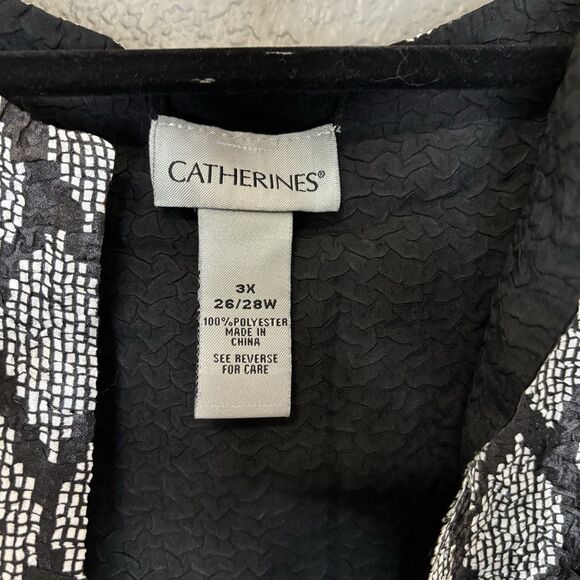 CATHERINES®
3X
26/28W
100%POLYESTER
MADE IN
CHINA
SEE REVERSE
FOR CARE